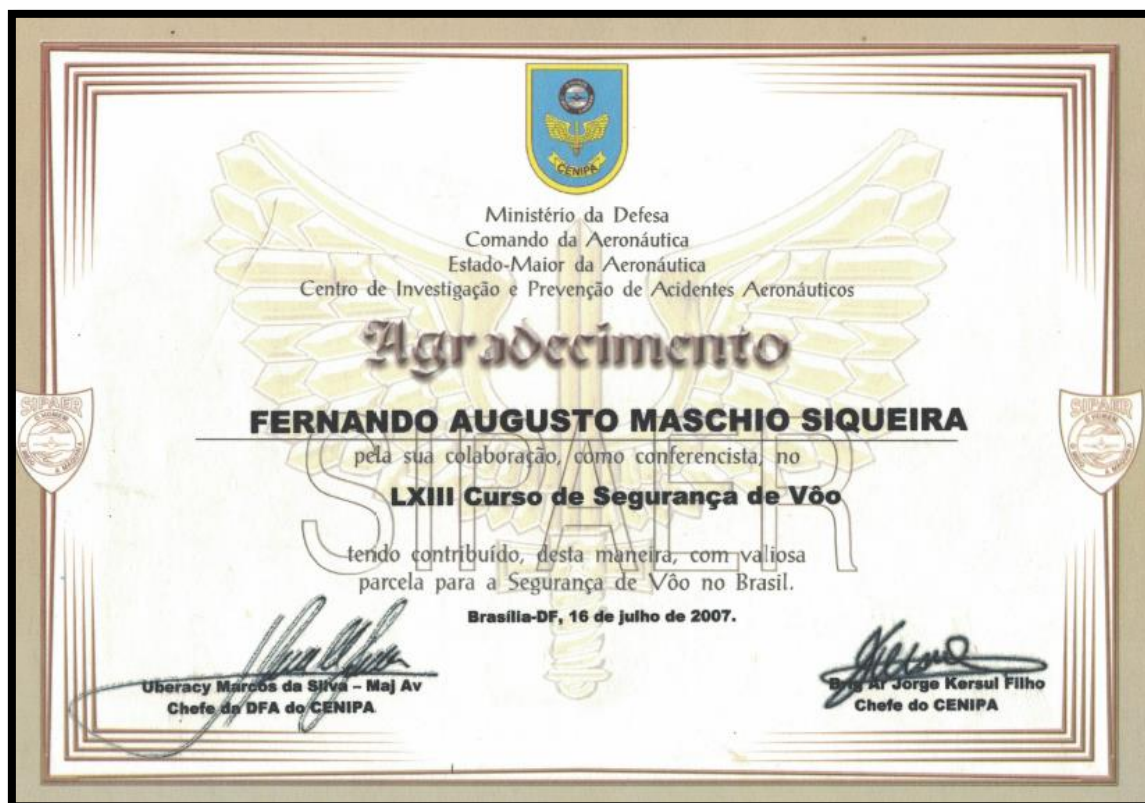 CENIPA
Ministério da Defesa
Comando da Aeronáutica
Estado-Maior da Aeronáutica
Centro de Investigação e Prevenção de Acidentes Aeronáuticos
Agradecimento
FERNANDO AUGUSTO MASCHIO SIQUEIRA
pela sua colaboração, como conferencista, no
LXIII Curso de Segurança de Vôo
tendo contribuído, desta maneira, com valiosa
parcela para a Segurança de Vôo no Brasil.
Brasília-DF, 16 de julho de 2007.
Uberacy Marcos da Silva – Maj Av
Chefe da DFA do CENIPA
Brig Ar Jorge Kersul Filho
Chefe do CENIPA
SIPAER
SIPAER
O HOMEM
O MEIO
A MÁQUINA
SIPAER